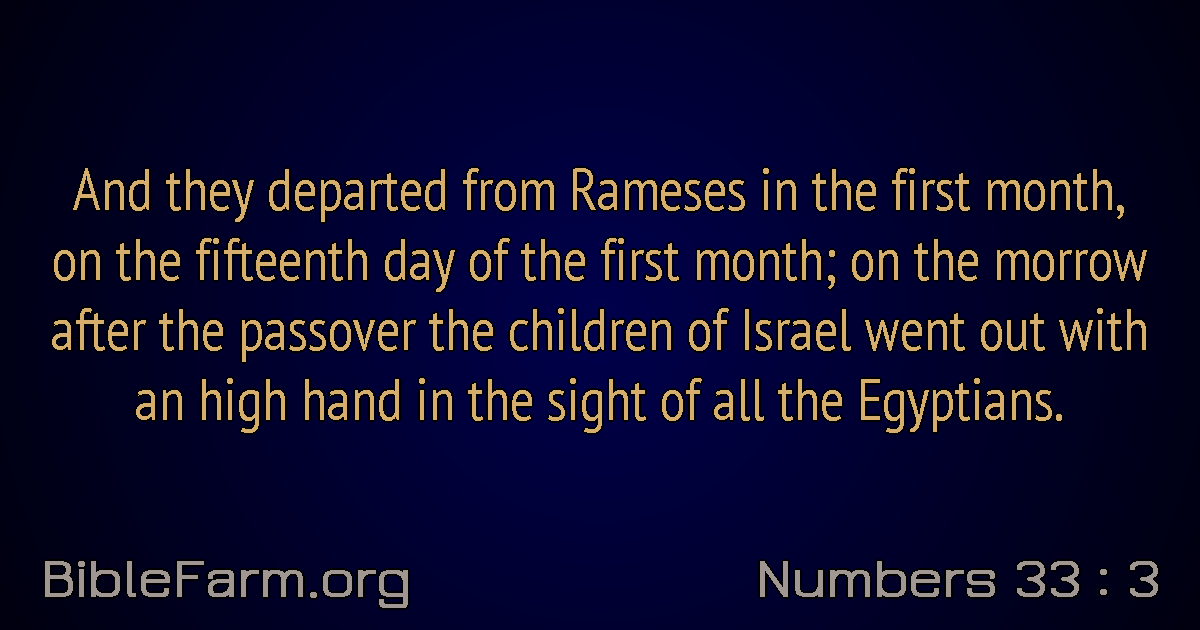 And they departed from Rameses in the first month,
on the fifteenth day of the first month; on the morrow
after the passover the children of Israel went out with
an high hand in the sight of all the Egyptians.
BibleFarm.org
Numbers 33 : 3